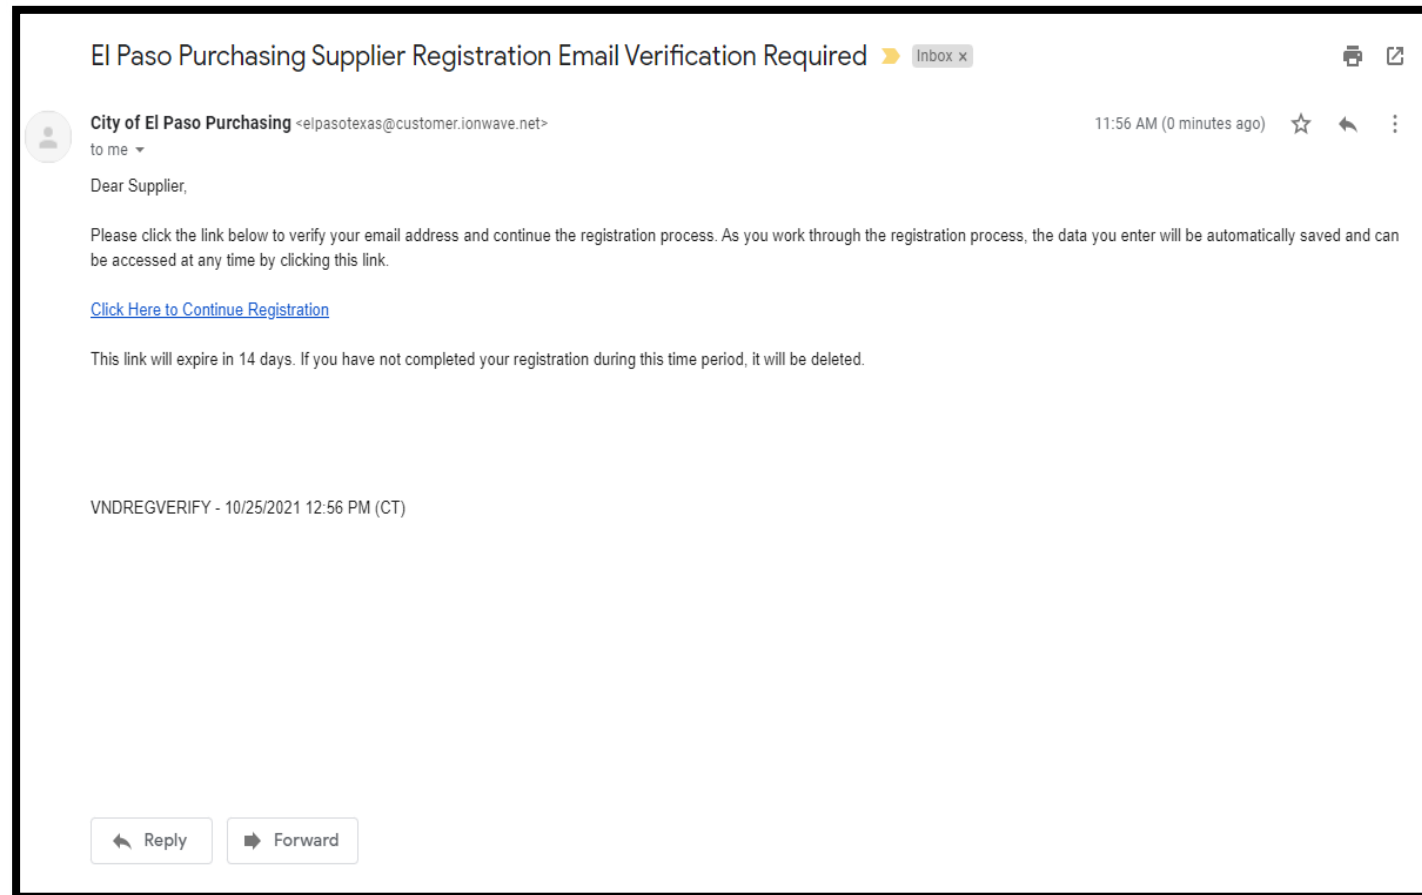 El Paso Purchasing Supplier Registration Email Verification Required Inbox x
City of El Paso Purchasing <elpasotexas@customer.ionwave.net> 11:56 AM (0 minutes ago)
to me
Dear Supplier,
Please click the link below to verify your email address and continue the registration process. As you work through the registration process, the data you enter will be automatically saved and can
be accessed at any time by clicking this link.
Click Here to Continue Registration
This link will expire in 14 days. If you have not completed your registration during this time period, it will be deleted.
VNDREGVERIFY - 10/25/2021 12:56 PM (CT)
Reply Forward